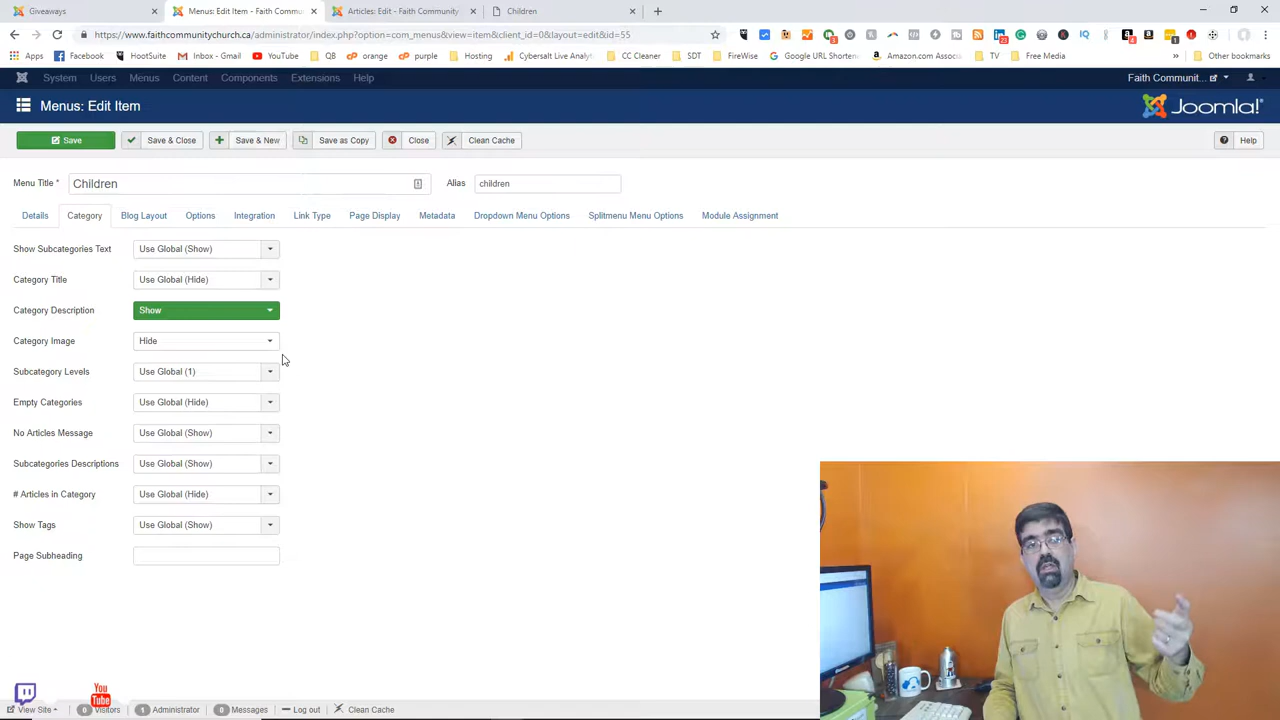 Giveaways
Menus: Edit Item - Faith Commu
Articles: Edit - Faith Community
Children
https://www.faithcommunitychurch.ca/administrator/index.php?option=com_menus&view=item&client_id=0&layout=edit&id=55
Apps
Facebook
HootSuite
Inbox - Gmail
YouTube
QB
orange
purple
Hosting
Cybersalt Live Analy
CC Cleaner
SDT
FireWise
Google URL Shortene
Amazon.com Associ
TV
Free Media
»
Other bookmarks
System Users Menus Content Components Extensions Help
Faith Communit...
Menus: Edit Item
Joomla!
Save
Save & Close
Save & New
Save as Copy
Close
Clean Cache
Help
Menu Title * Children
Alias children
Details Category Blog Layout Options Integration Link Type Page Display Metadata Dropdown Menu Options Splitmenu Menu Options Module Assignment
Show Subcategories Text Use Global (Show)
Category Title Use Global (Hide)
Category Description Show
Category Image Hide
Subcategory Levels Use Global (1)
Empty Categories Use Global (Hide)
No Articles Message Use Global (Show)
Subcategories Descriptions Use Global (Show)
# Articles in Category Use Global (Hide)
Show Tags Use Global (Show)
Page Subheading
You
Tube
View Site 0 Visitors 1 Administrator 0 Messages Log out Clean Cache